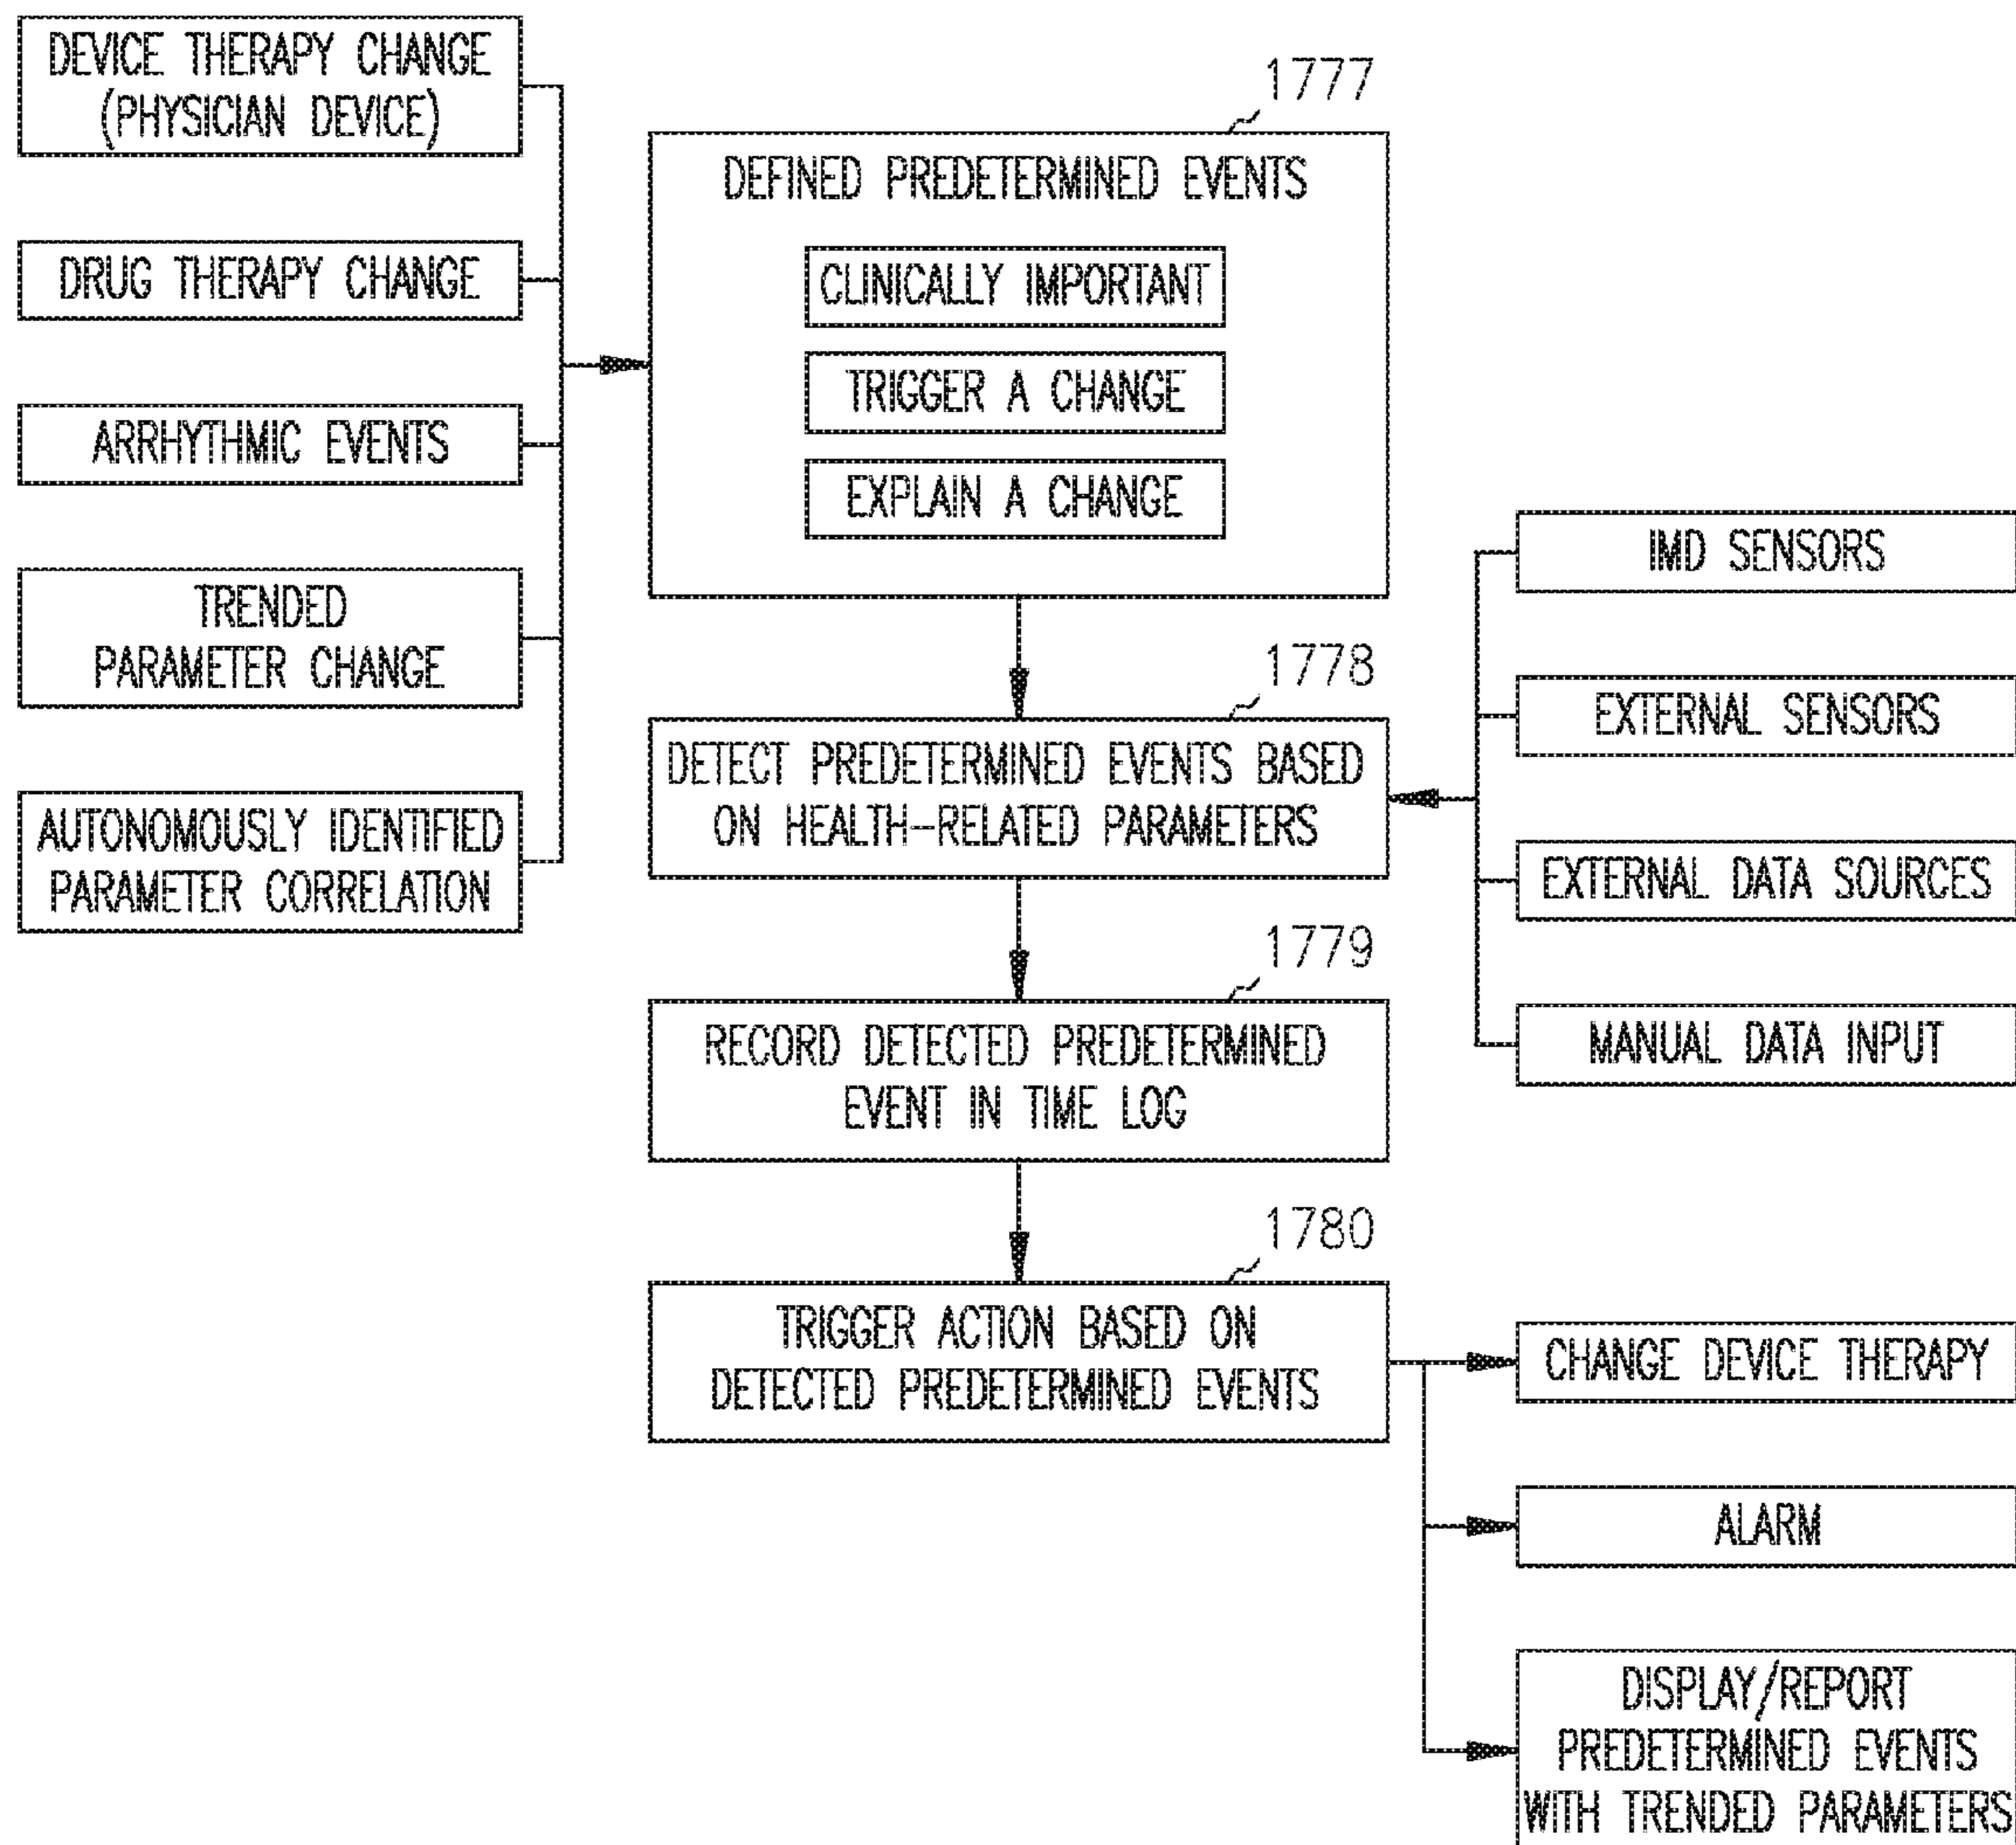 DEVICE THERAPY CHANGE
(PHYSICIAN DEVICE)
DRUG THERAPY CHANGE
ARRHYTHMIC EVENTS
TRENDED
PARAMETER CHANGE
AUTONOMOUSLY IDENTIFIED
PARAMETER CORRELATION
1777
DEFINED PREDETERMINED EVENTS
CLINICALLY IMPORTANT
TRIGGER A CHANGE
EXPLAIN A CHANGE
1778
DETECT PREDETERMINED EVENTS BASED
ON HEALTH-RELATED PARAMETERS
IMD SENSORS
EXTERNAL SENSORS
EXTERNAL DATA SOURCES
MANUAL DATA INPUT
1779
RECORD DETECTED PREDETERMINED
EVENT IN TIME LOG
1780
TRIGGER ACTION BASED ON
DETECTED PREDETERMINED EVENTS
CHANGE DEVICE THERAPY
ALARM
DISPLAY/REPORT
PREDETERMINED EVENTS
WITH TRENDED PARAMETERS